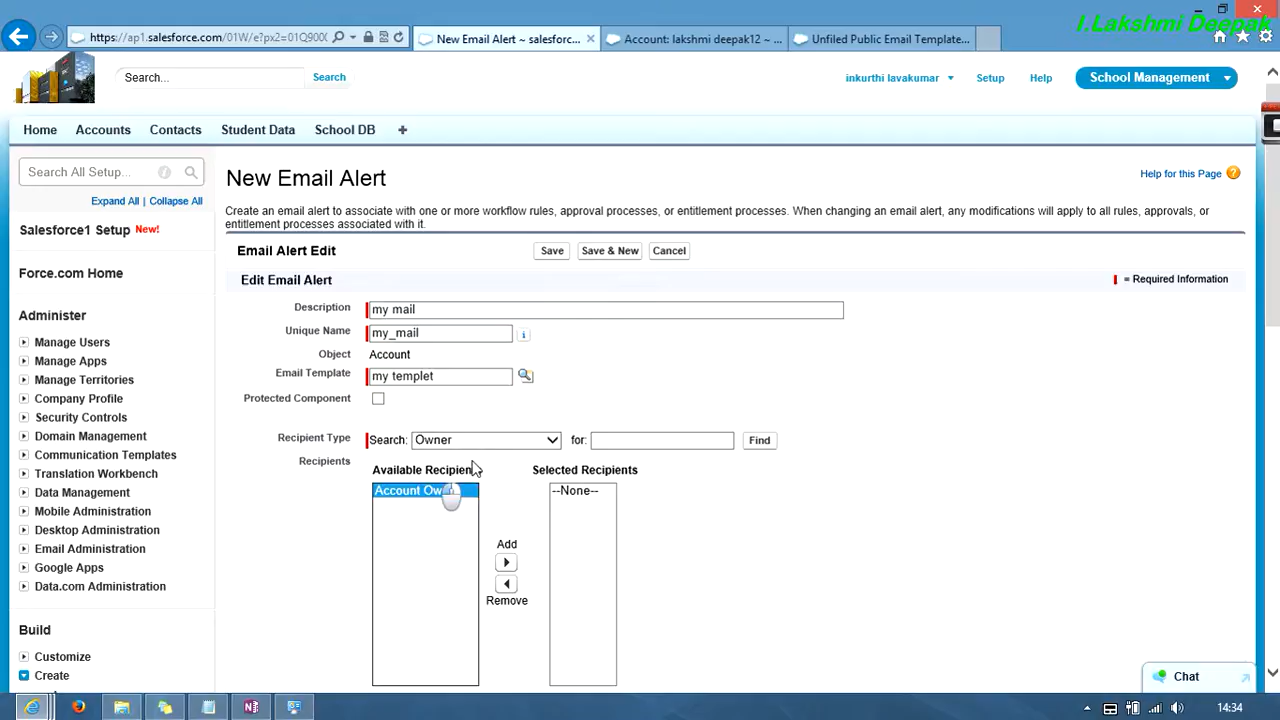 I.Lakshmi Deepak
https://ap1.salesforce.com/01W/e?px2=01Q900(
New Email Alert ~ salesforc...
Account: lakshmi deepak12 ~ ...
Unfiled Public Email Template...
Search...
Search
inkurthi lavakumar
Setup
Help
School Management
Home
Accounts
Contacts
Student Data
School DB
+
Search All Setup...
Expand All | Collapse All
Salesforce1 Setup New!
Force.com Home
Administer
Manage Users
Manage Apps
Manage Territories
Company Profile
Security Controls
Domain Management
Communication Templates
Translation Workbench
Data Management
Mobile Administration
Desktop Administration
Email Administration
Google Apps
Data.com Administration
Build
Customize
Create
New Email Alert
Help for this Page
Create an email alert to associate with one or more workflow rules, approval processes, or entitlement processes. When changing an email alert, any modifications will apply to all rules, approvals, or
entitlement processes associated with it.
Email Alert Edit
Save
Save & New
Cancel
Edit Email Alert
= Required Information
Description my mail
Unique Name my_mail
Object Account
Email Template my templet
Protected Component
Recipient Type Search: Owner for: Find
Recipients
Available Recipien
Selected Recipients
Account Ow
--None--
Add
Remove
Chat
14:34